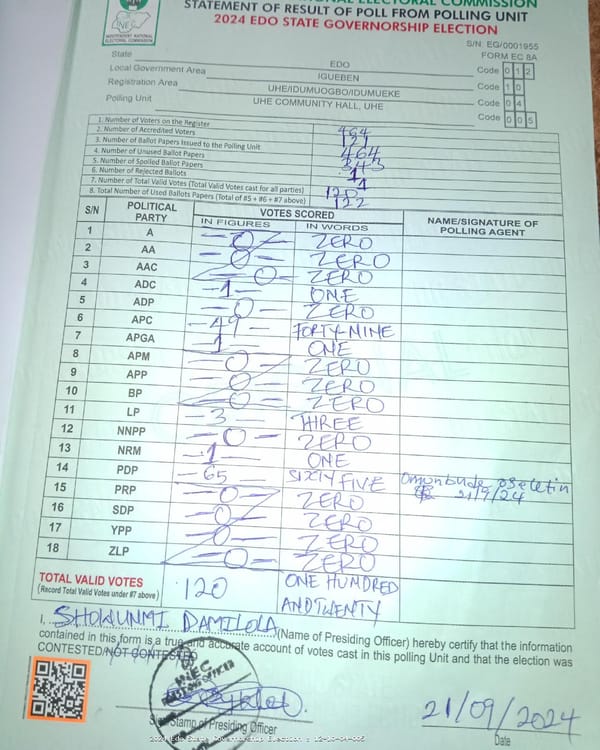 STATEMENT OF RESULT OF POLL FROM POLLING UNIT
2024 EDO STATE GOVERNORSHIP ELECTION
INDEPENDENT NATIONAL ELECTORAL COMMISSION
S/N: EG/0001955
FORM EC 8A
State EDO Code 0 1 2
Local Government Area IGUEBEN Code 1 0
Registration Area UHE/IDUMUOGBO/IDUMUEKE Code 0 4
Polling Unit UHE COMMUNITY HALL, UHE Code 0 0 5
1. Number of Voters on the Register 464
2. Number of Accredited Voters 121
3. Number of Ballot Papers Issued to the Polling Unit 464
4. Number of Unused Ballot Papers 343
5. Number of Spoiled Ballot Papers 1
6. Number of Rejected Ballots 1
7. Number of Total Valid Votes (Total Valid Votes cast for all parties) 120
8. Total Number of Used Ballots Papers (Total of #5 + #6 + #7 above) 122
S/N POLITICAL PARTY VOTES SCORED NAME/SIGNATURE OF POLLING AGENT
IN FIGURES IN WORDS
1 A 0 ZERO
2 AA 0 ZERO
3 AAC 0 ZERO
4 ADC 1 ONE
5 ADP 0 ZERO
6 APC 49 FORTY-NINE
7 APGA 1 ONE
8 APM 0 ZERO
9 APP 0 ZERO
10 BP 0 ZERO
11 LP 3 THREE
12 NNPP 0 ZERO
13 NRM 1 ONE
14 PDP 65 SIXTY FIVE 21/9/24
15 PRP 0 ZERO
16 SDP 0 ZERO
17 YPP 0 ZERO
18 ZLP 0 ZERO
TOTAL VALID VOTES 120 ONE HUNDRED AND TWENTY
(Record Total Valid Votes under #7 above)
I, SHOWUNMI DAMILOLA (Name of Presiding Officer) hereby certify that the information
contained in this form is a true and accurate account of votes cast in this polling Unit and that the election was
CONTESTED/NOT CONTESTED
INEC
Stamp of Presiding Officer
21/09/2024
Date